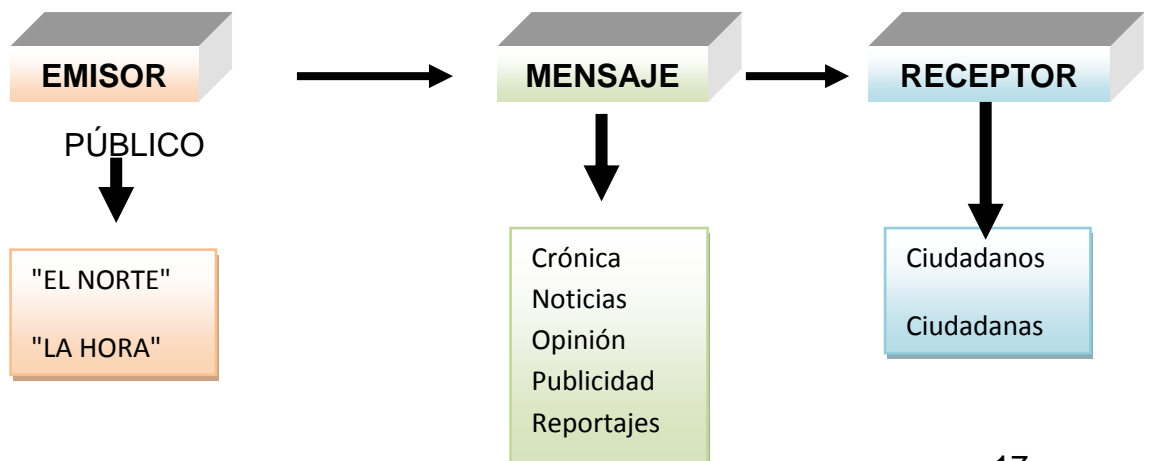 EMISOR
MENSAJE
RECEPTOR
PÚBLICO
"EL NORTE"
"LA HORA"
Crónica
Noticias
Opinión
Publicidad
Reportajes
Ciudadanos
Ciudadanas